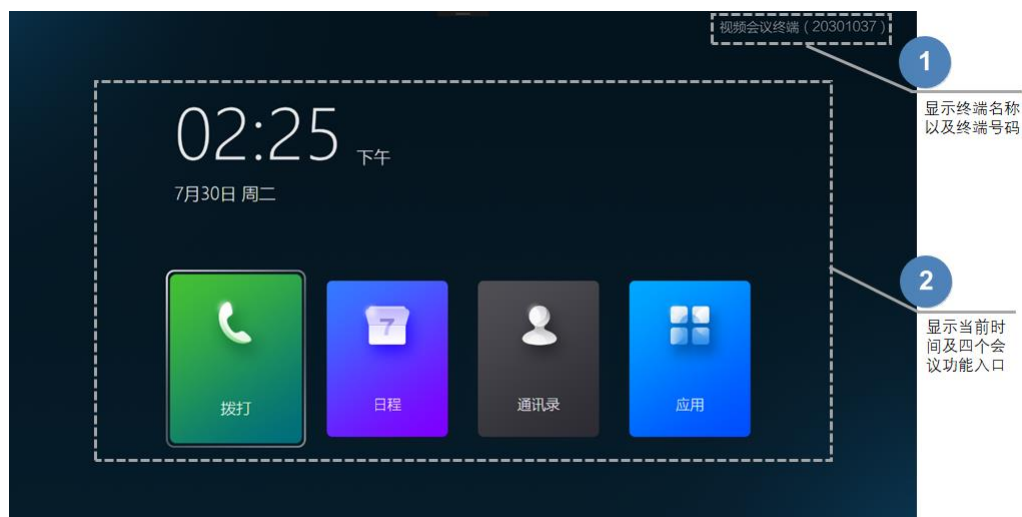 视频会议终端 ( 20301037 )
1
显示终端名称
以及终端号码
02:25 下午
7月30日 周二
2
显示当前时
间及四个会
议功能入口
7
拨打
日程
通讯录
应用